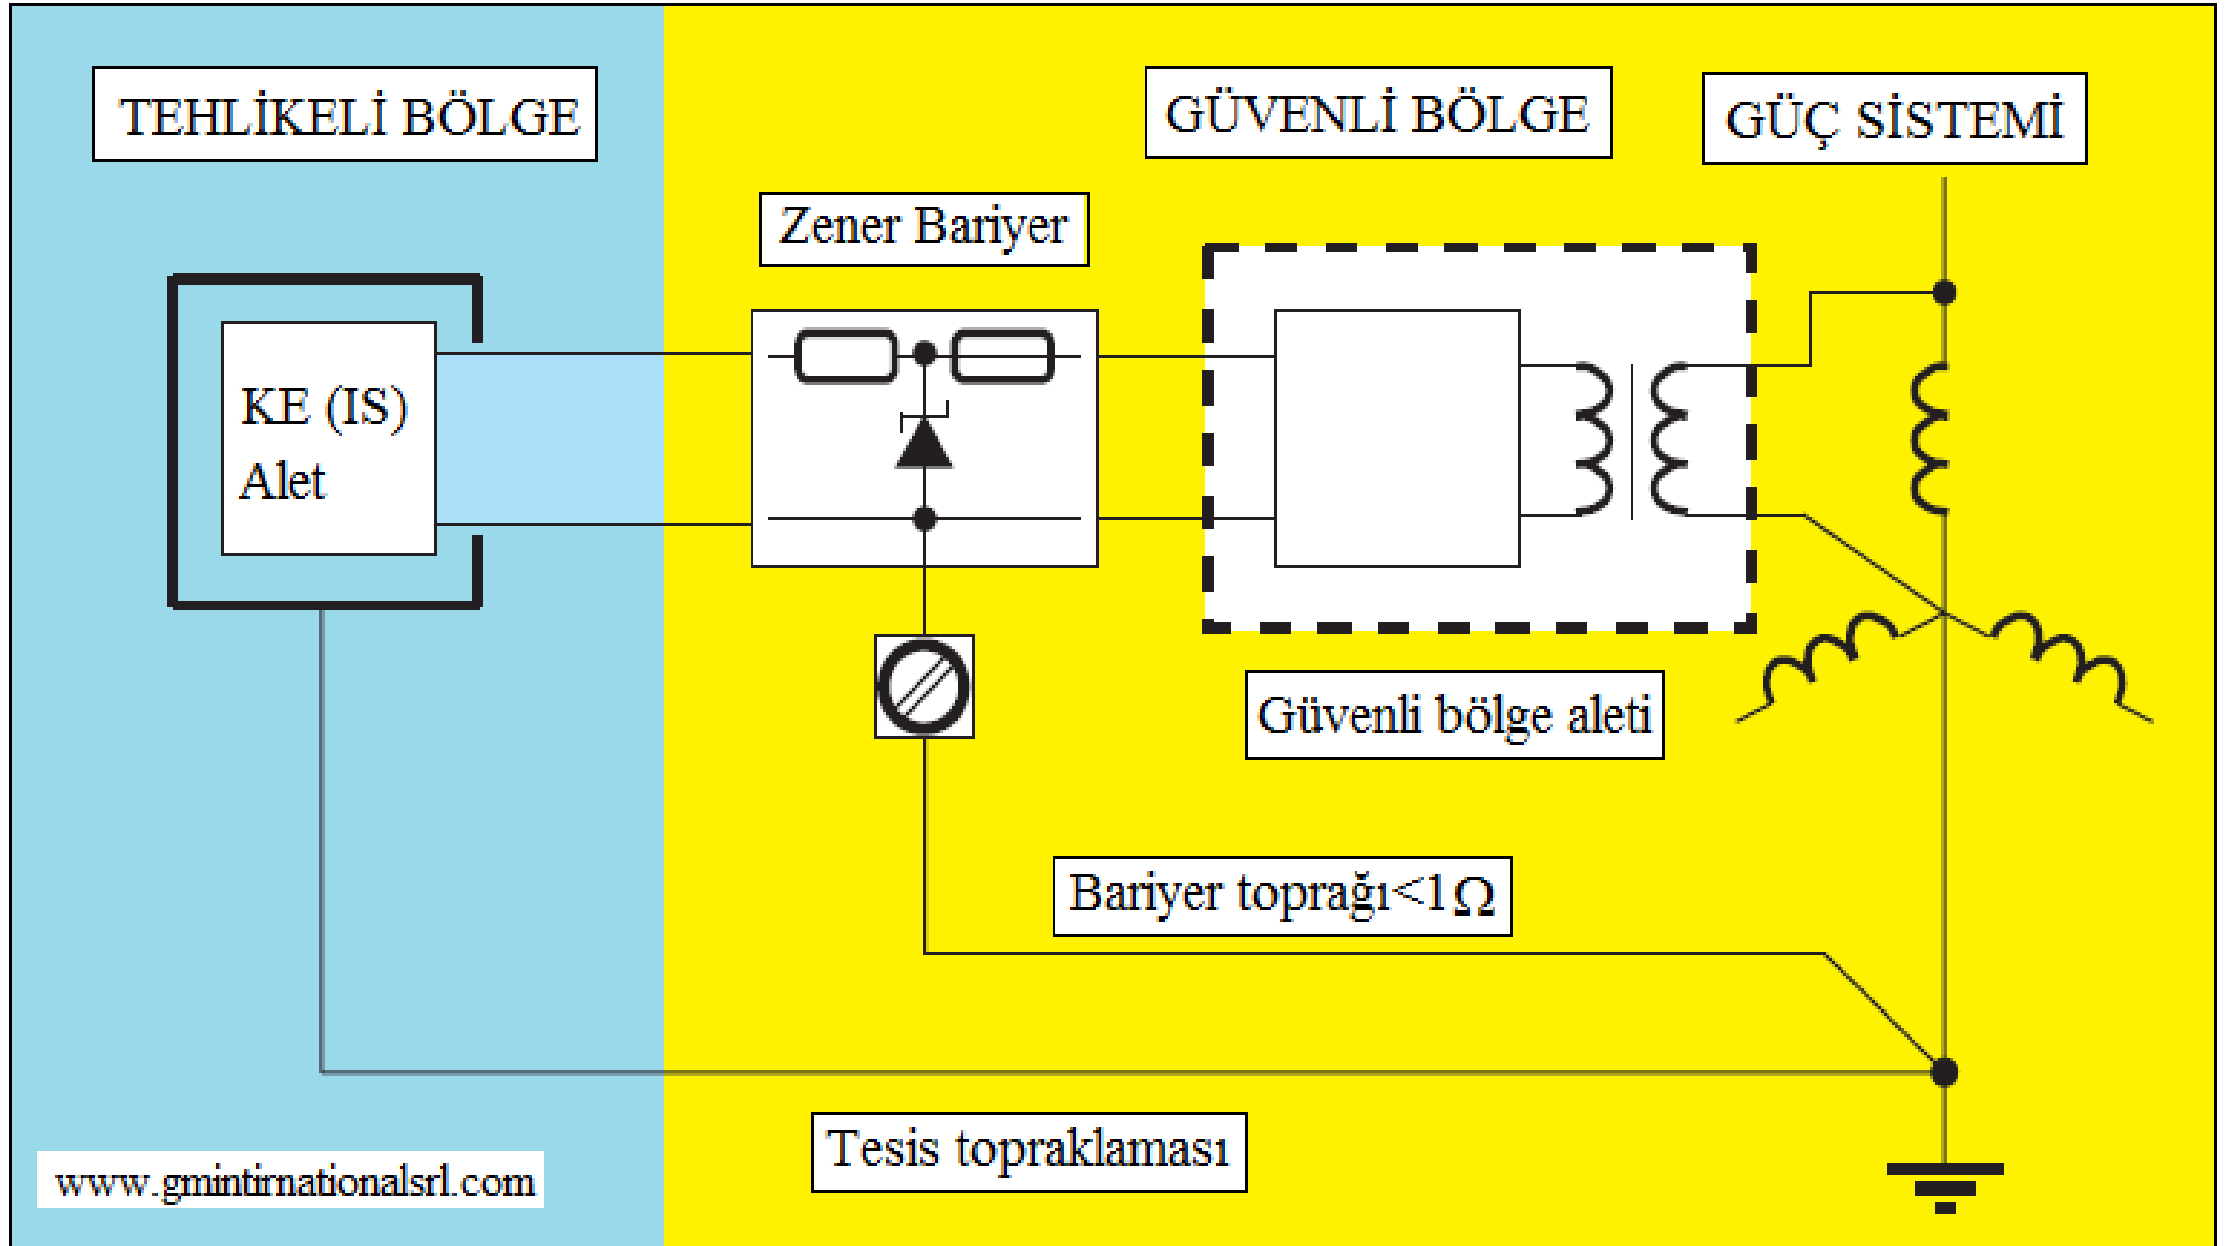 TEHLİKELİ BÖLGE
GÜVENLİ BÖLGE
GÜÇ SİSTEMİ
Zener Bariyer
KE (IS)
Alet
Güvenli bölge aleti
Bariyer toprağı<1Ω
Tesis topraklaması
www.gmintirnationalsrl.com